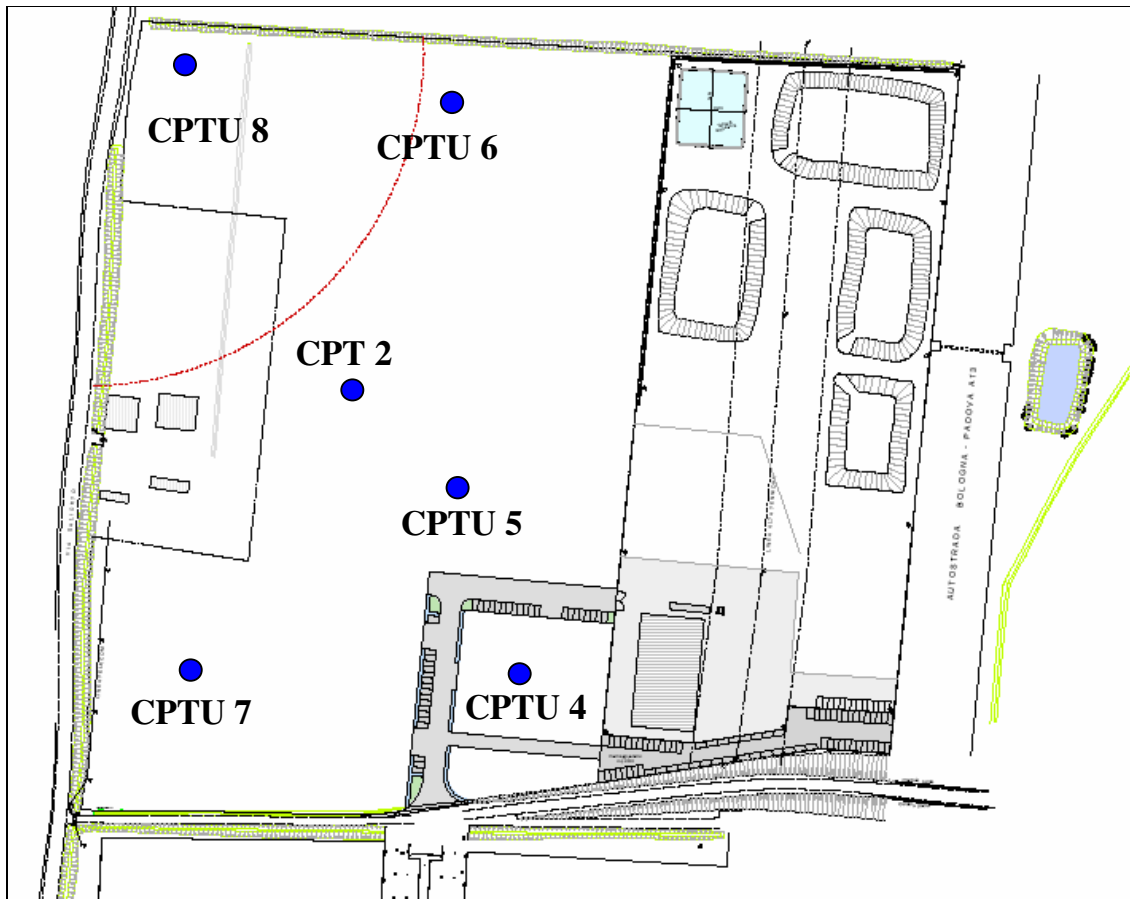 CPTU 8
CPTU 6
CPT 2
CPTU 5
CPTU 7
CPTU 4
AUTOSTRADA BOLOGNA - PADOVA A13